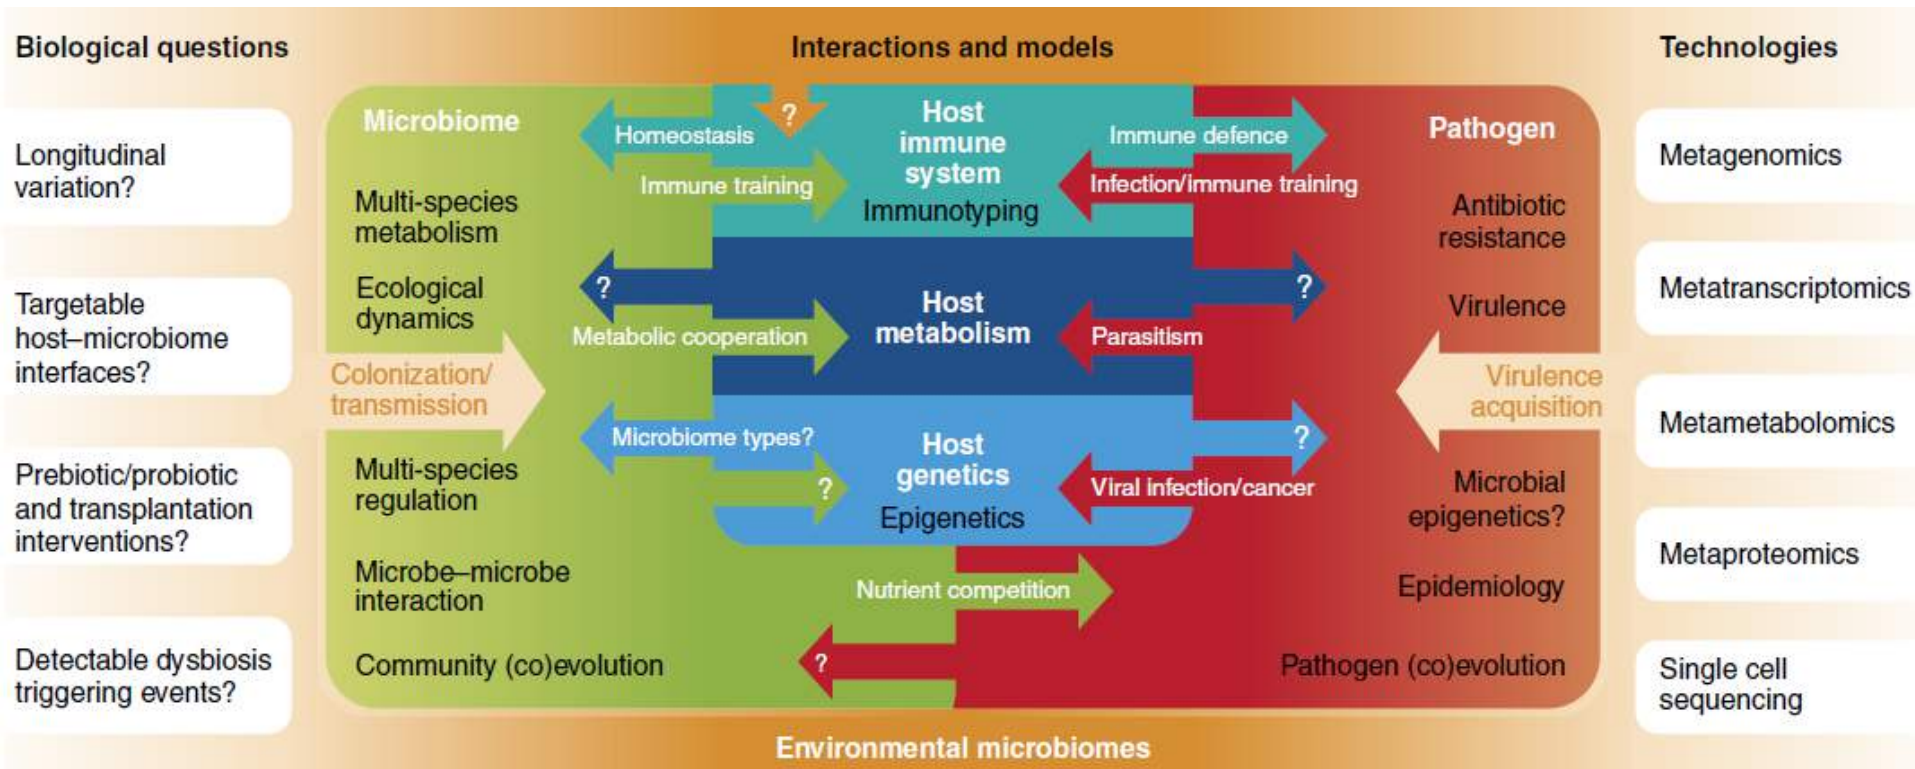 Biological questions
Interactions and models
Technologies
Longitudinal
variation?
Targetable
host–microbiome
interfaces?
Prebiotic/probiotic
and transplantation
interventions?
Detectable dysbiosis
triggering events?
Microbiome
Multi-species
metabolism
Ecological
dynamics
Colonization/
transmission
Multi-species
regulation
Microbe–microbe
interaction
Community (co)evolution
?
Homeostasis
Immune training
Host
immune
system
Immunotyping
Immune defence
Infection/immune training
?
Metabolic cooperation
Host
metabolism
?
Parasitism
Microbiome types?
?
Host
genetics
Epigenetics
?
Viral infection/cancer
Nutrient competition
?
Pathogen
Antibiotic
resistance
Virulence
Virulence
acquisition
Microbial
epigenetics?
Epidemiology
Pathogen (co)evolution
Metagenomics
Metatranscriptomics
Metametabolomics
Metaproteomics
Single cell
sequencing
Environmental microbiomes